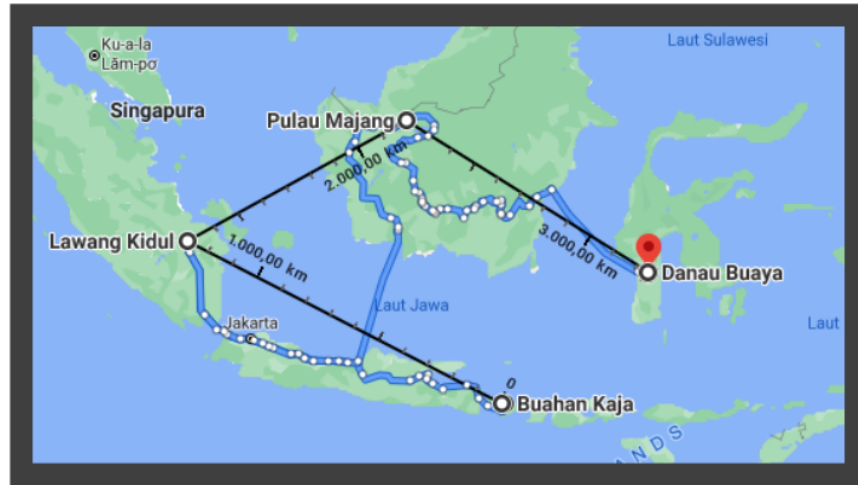 Laut Sulawesi
Ku-a-la
Lăm-pơ
Singapura
Pulau Majang
2.000,00 km
Lawang Kidul
1.000,00 km
3.000,00 km
Danau Buaya
Laut Jawa
Jakarta
Laut
0
Buahan Kaja
NDS